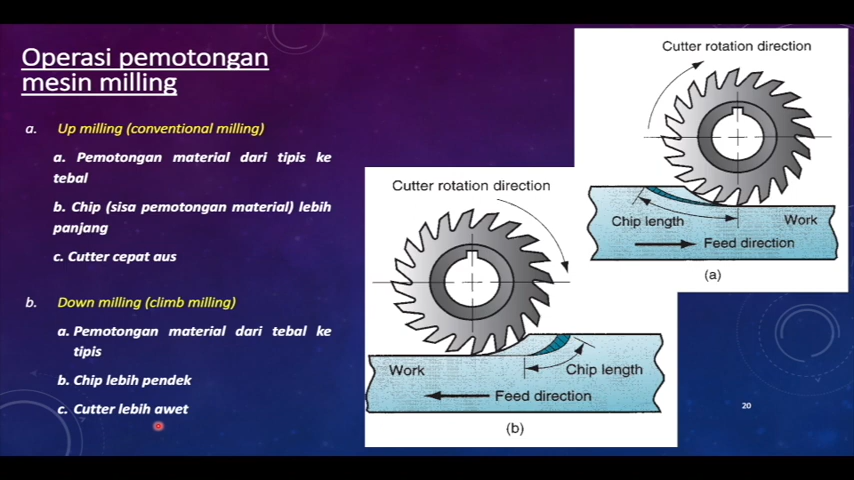 Operasi pemotongan
mesin milling
a. Up milling (conventional milling)
a. Pemotongan material dari tipis ke
tebal
b. Chip (sisa pemotongan material) lebih
panjang
c. Cutter cepat aus
b. Down milling (climb milling)
a. Pemotongan material dari tebal ke
tipis
b. Chip lebih pendek
c. Cutter lebih awet
Cutter rotation direction
Chip length
Work
Feed direction
(a)
Cutter rotation direction
Work
Chip length
Feed direction
(b)
20